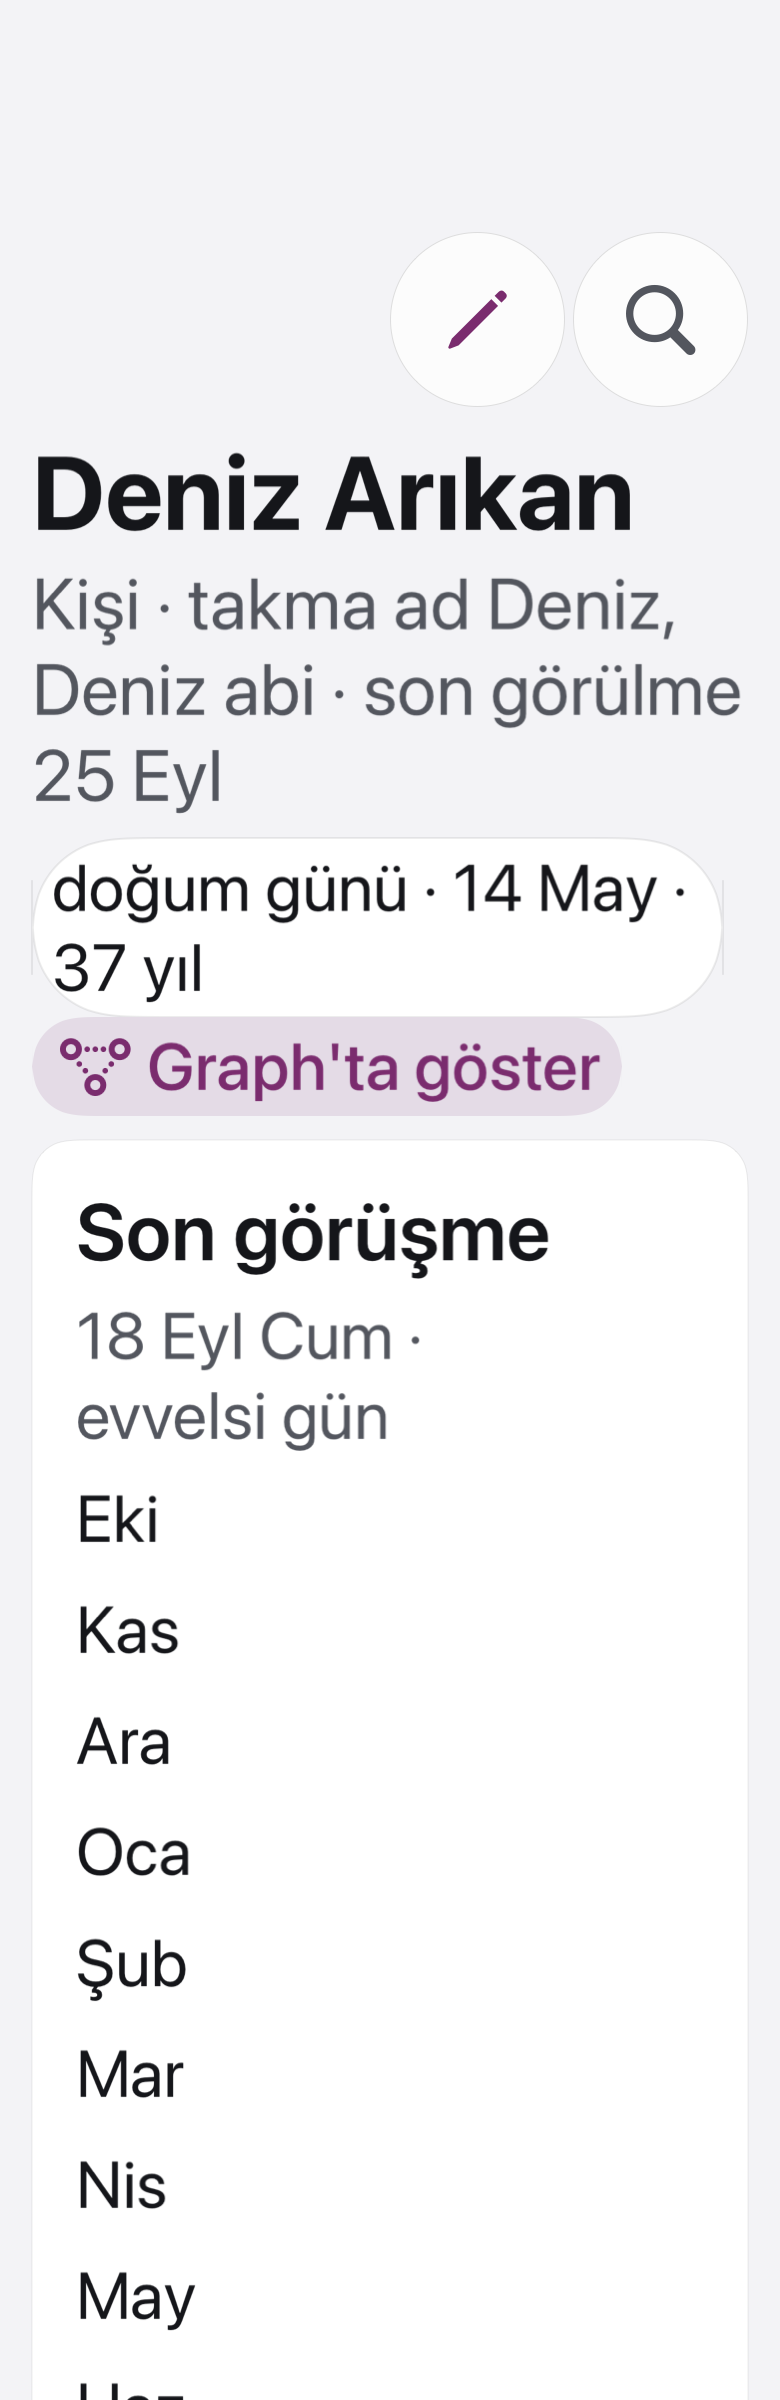 Deniz Arıkan
Kişi · takma ad Deniz,
Deniz abi · son görülme
25 Eyl
doğum günü · 14 May ·
37 yıl
Graph'ta göster
Son görüşme
18 Eyl Cum ·
evvelsi gün
Eki
Kas
Ara
Oca
Şub
Mar
Nis
May